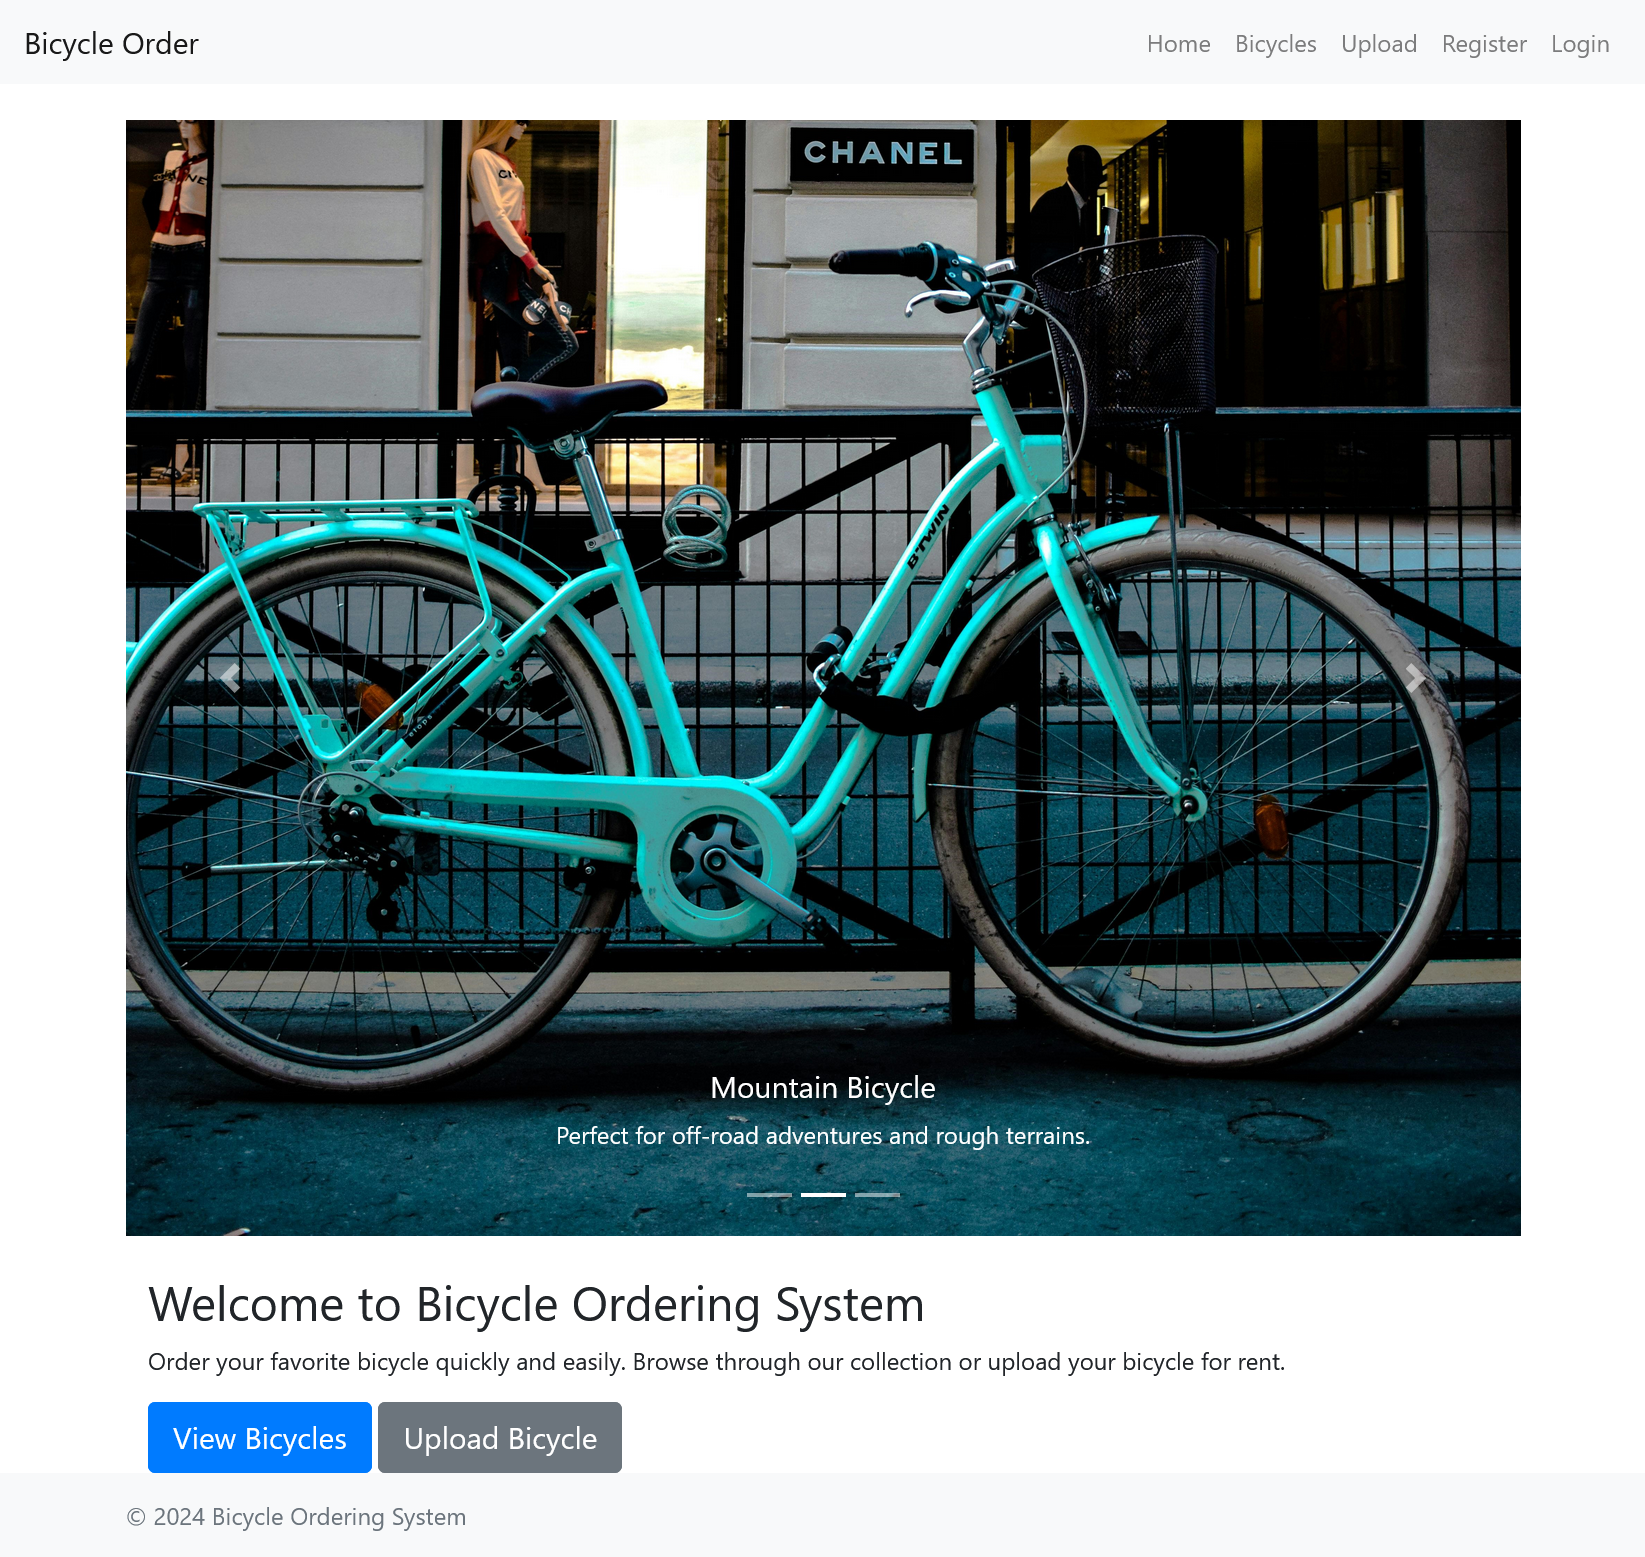 Bicycle Order
Home Bicycles Upload Register Login
CHANEL
B'TWIN
Mountain Bicycle
Perfect for off-road adventures and rough terrains.
Welcome to Bicycle Ordering System
Order your favorite bicycle quickly and easily. Browse through our collection or upload your bicycle for rent.
View Bicycles Upload Bicycle
© 2024 Bicycle Ordering System